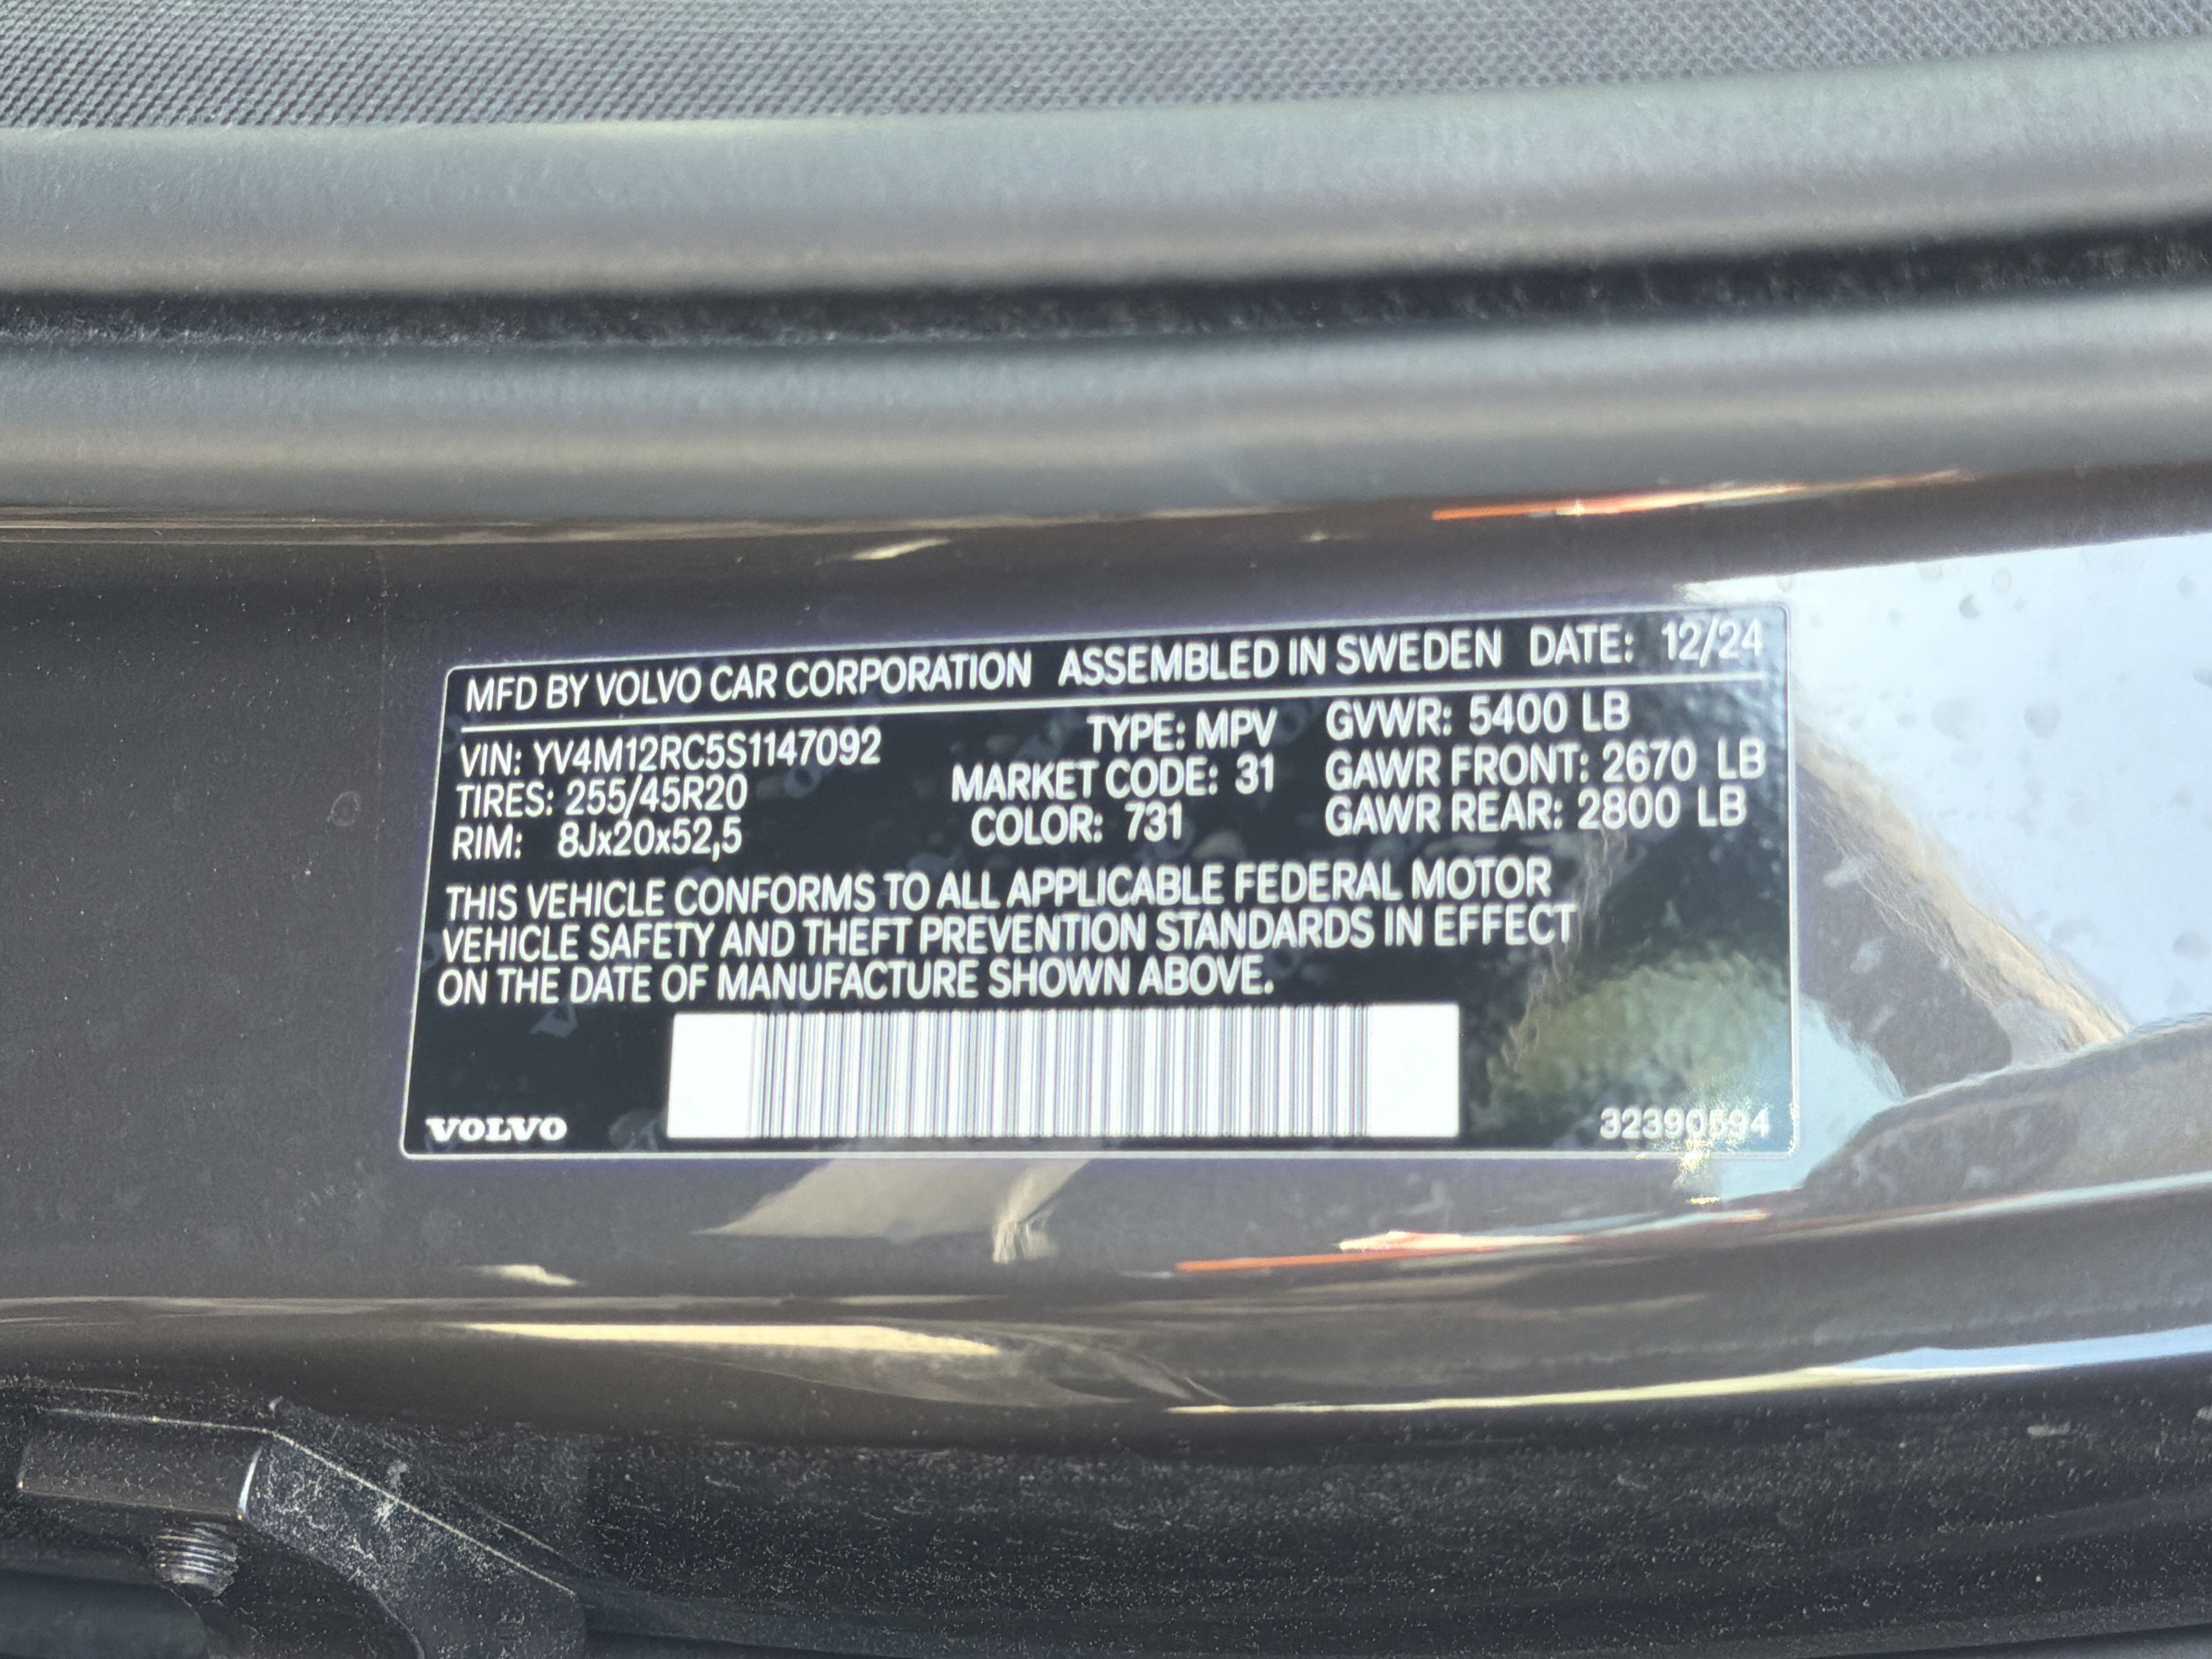 MFD BY VOLVO CAR CORPORATION ASSEMBLED IN SWEDEN DATE: 12/24
VIN: YV4M12RC5S1147092 TYPE: MPV GVWR: 5400 LB
TIRES: 255/45R20 MARKET CODE: 31 GAWR FRONT: 2670 LB
RIM: 8Jx20x52,5 COLOR: 731 GAWR REAR: 2800 LB
THIS VEHICLE CONFORMS TO ALL APPLICABLE FEDERAL MOTOR
VEHICLE SAFETY AND THEFT PREVENTION STANDARDS IN EFFECT
ON THE DATE OF MANUFACTURE SHOWN ABOVE.
VOLVO 32390594